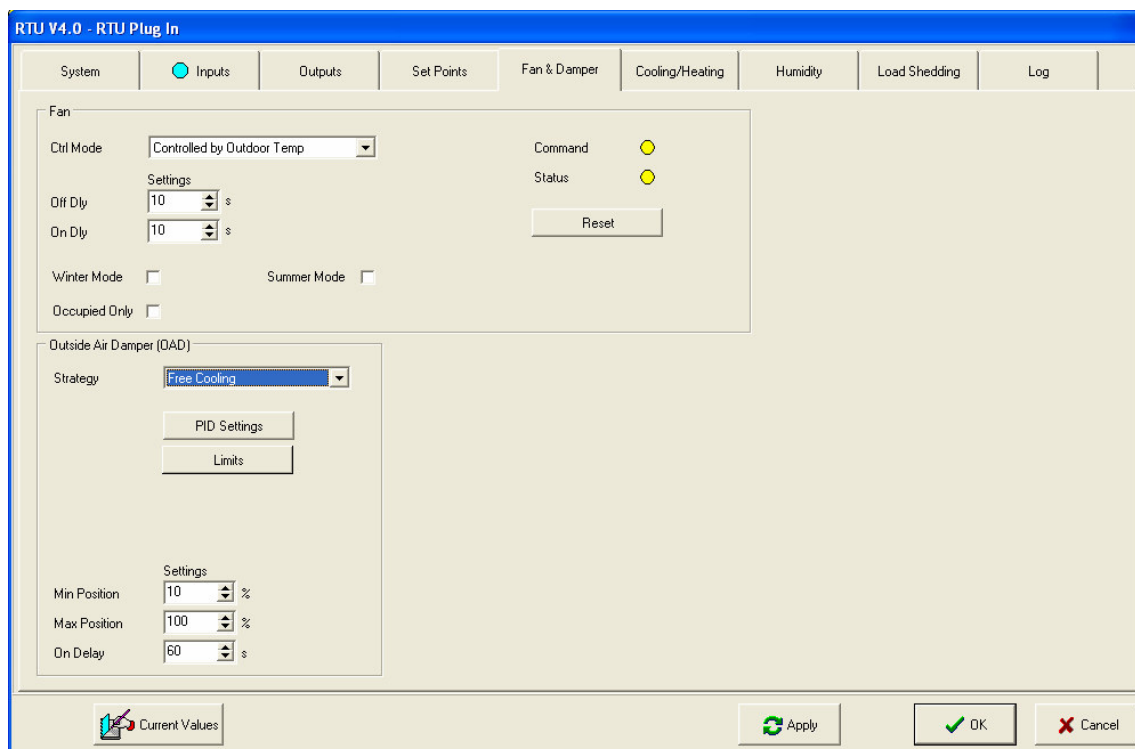 RTU V4.0 - RTU Plug In
System Inputs Outputs Set Points Fan & Damper Cooling/Heating Humidity Load Shedding Log
Fan
Ctrl Mode Controlled by Outdoor Temp Command
Settings Status
Off Dly 10 s
On Dly 10 s Reset
Winter Mode Summer Mode
Occupied Only
Outside Air Damper (OAD)
Strategy Free Cooling
PID Settings
Limits
Settings
Min Position 10 %
Max Position 100 %
On Delay 60 s
Current Values Apply OK Cancel